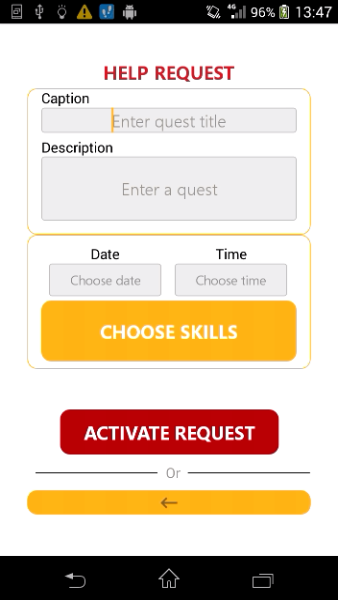 4G 96% 13:47
HELP REQUEST
Caption
Enter quest title
Description
Enter a quest
Date Time
Choose date Choose time
CHOOSE SKILLS
ACTIVATE REQUEST
Or